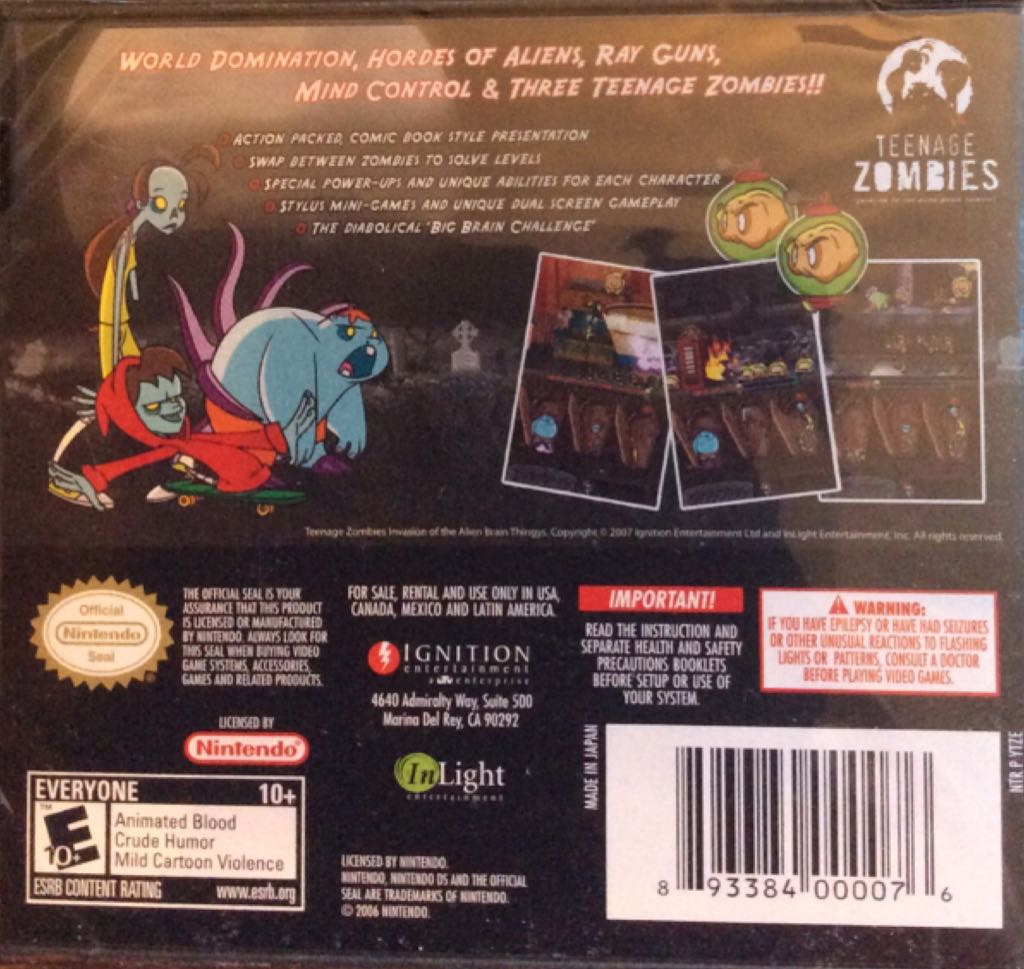 WORLD DOMINATION, HORDES OF ALIENS, RAY GUNS,
MIND CONTROL & THREE TEENAGE ZOMBIES!!
ACTION PACKED, COMIC BOOK STYLE PRESENTATION
SWAP BETWEEN ZOMBIES TO SOLVE LEVELS
SPECIAL POWER-UPS AND UNIQUE ABILITIES FOR EACH CHARACTER
STYLUS MINI-GAMES AND UNIQUE DUAL SCREEN GAMEPLAY
THE DIABOLICAL "BIG BRAIN CHALLENGE"
TEENAGE
ZOMBIES
Teenage Zombies Invasion of the Alien Brain Thingys. Copyright © 2007 Ignition Entertainment Ltd and InLight Entertainment, Inc. All rights reserved.
Official
Nintendo
Seal
THE OFFICIAL SEAL IS YOUR
ASSURANCE THAT THIS PRODUCT
IS LICENSED OR MANUFACTURED
BY NINTENDO. ALWAYS LOOK FOR
THIS SEAL WHEN BUYING VIDEO
GAME SYSTEMS, ACCESSORIES,
GAMES AND RELATED PRODUCTS.
LICENSED BY
Nintendo®
EVERYONE 10+
TM
E
10+
Animated Blood
Crude Humor
Mild Cartoon Violence
ESRB CONTENT RATING www.esrb.org
FOR SALE, RENTAL AND USE ONLY IN USA,
CANADA, MEXICO AND LATIN AMERICA.
IGNITION
entertainment
a utv enterprise
4640 Admiralty Way, Suite 500
Marina Del Rey, CA 90292
InLight
entertainment
LICENSED BY NINTENDO.
NINTENDO, NINTENDO DS AND THE OFFICIAL
SEAL ARE TRADEMARKS OF NINTENDO.
© 2006 NINTENDO.
IMPORTANT!
READ THE INSTRUCTION AND
SEPARATE HEALTH AND SAFETY
PRECAUTIONS BOOKLETS
BEFORE SETUP OR USE OF
YOUR SYSTEM.
WARNING:
IF YOU HAVE EPILEPSY OR HAVE HAD SEIZURES
OR OTHER UNUSUAL REACTIONS TO FLASHING
LIGHTS OR PATTERNS, CONSULT A DOCTOR
BEFORE PLAYING VIDEO GAMES.
MADE IN JAPAN
8 93384 00007 6
NTR P YTZE